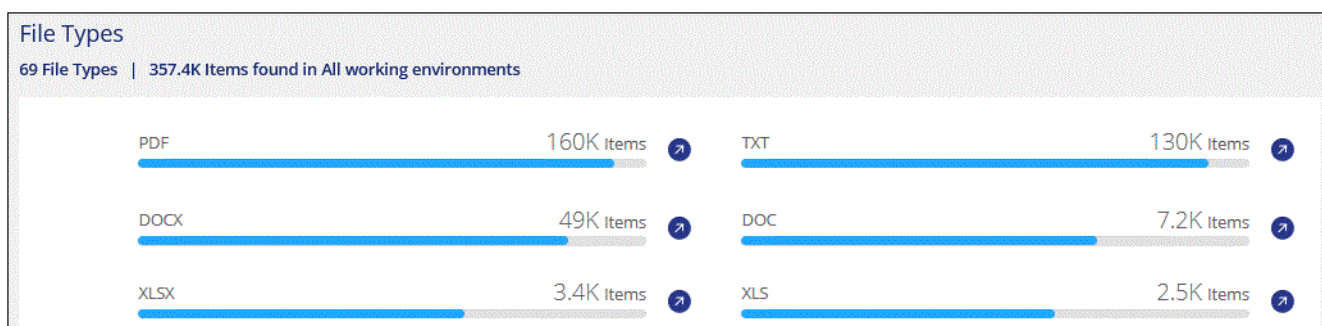 File Types
69 File Types | 357.4K Items found in All working environments
PDF 160K Items
TXT 130K Items
DOCX 49K Items
DOC 7.2K Items
XLSX 3.4K Items
XLS 2.5K Items